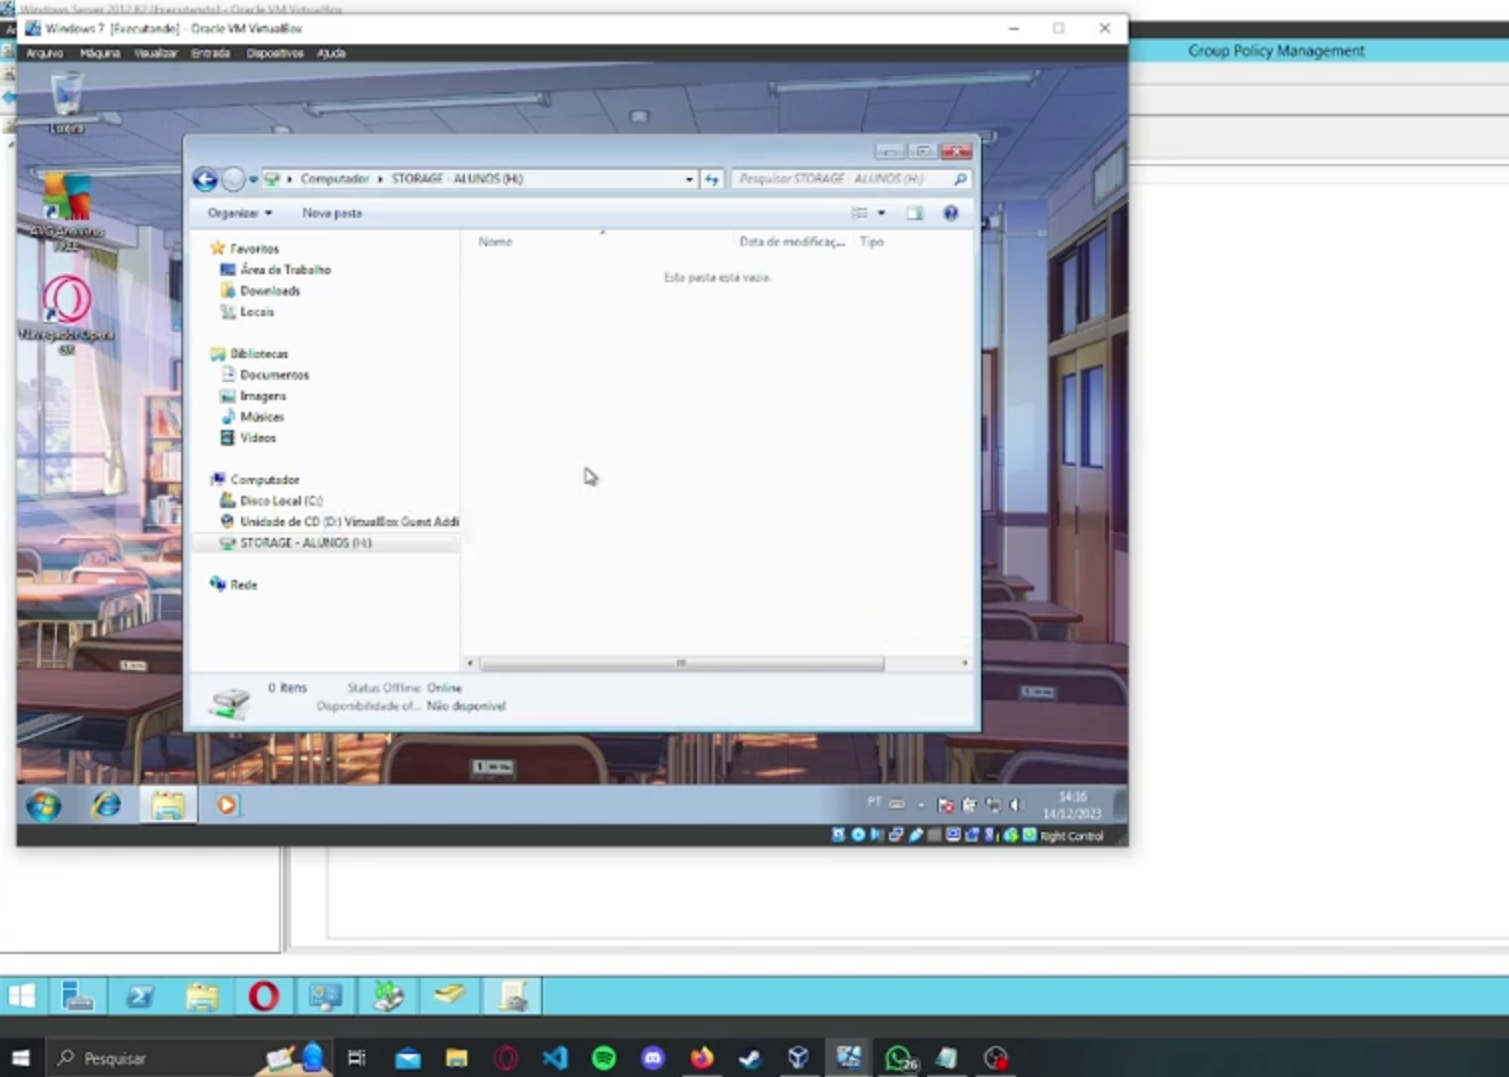 Windows Server 2012 R2 [Executando] - Oracle VM VirtualBox
Windows 7 [Executando] - Oracle VM VirtualBox
Arquivo Máquina Visualizar Entrada Dispositivos Ajuda
Group Policy Management
Lixeira
AVG AntiVirus FREE
Navegador Opera GX
Computador STORAGE - ALUNOS (H:)
Pesquisar STORAGE - ALUNOS (H:)
Organizar Nova pasta
Nome Data de modificaç... Tipo
Esta pasta está vazia.
Favoritos
Área de Trabalho
Downloads
Locais
Bibliotecas
Documentos
Imagens
Músicas
Vídeos
Computador
Disco Local (C:)
Unidade de CD (D:) VirtualBox Guest Addi
STORAGE - ALUNOS (H:)
Rede
0 itens Status Offline: Online
Disponibilidade of... Não disponível
PT
14:16
14/12/2023
Right Control
Pesquisar
26